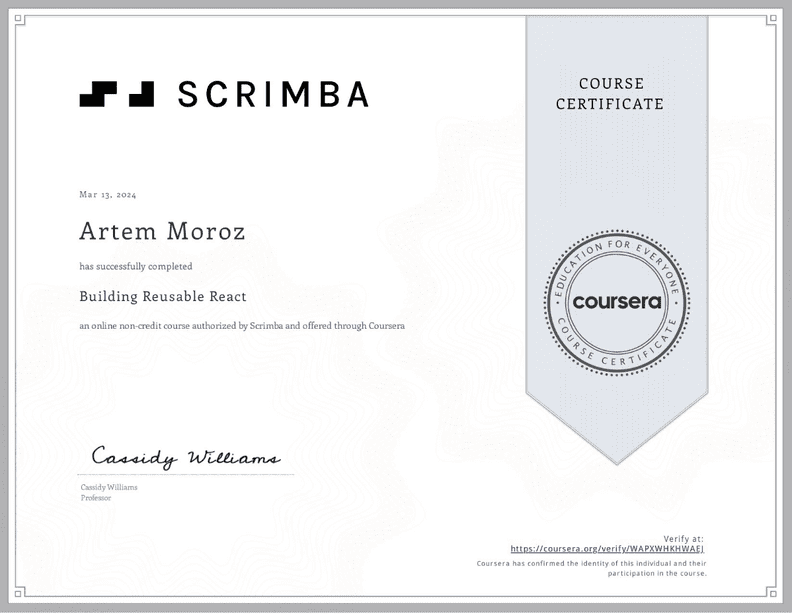 SCRIMBA
COURSE
CERTIFICATE
Mar 13, 2024
Artem Moroz
has successfully completed
Building Reusable React
an online non-credit course authorized by Scrimba and offered through Coursera
EDUCATION FOR EVERYONE
coursera
COURSE CERTIFICATE
Cassidy Williams
Cassidy Williams
Professor
Verify at:
https://coursera.org/verify/WAPXWHKHWAEJ
Coursera has confirmed the identity of this individual and their
participation in the course.